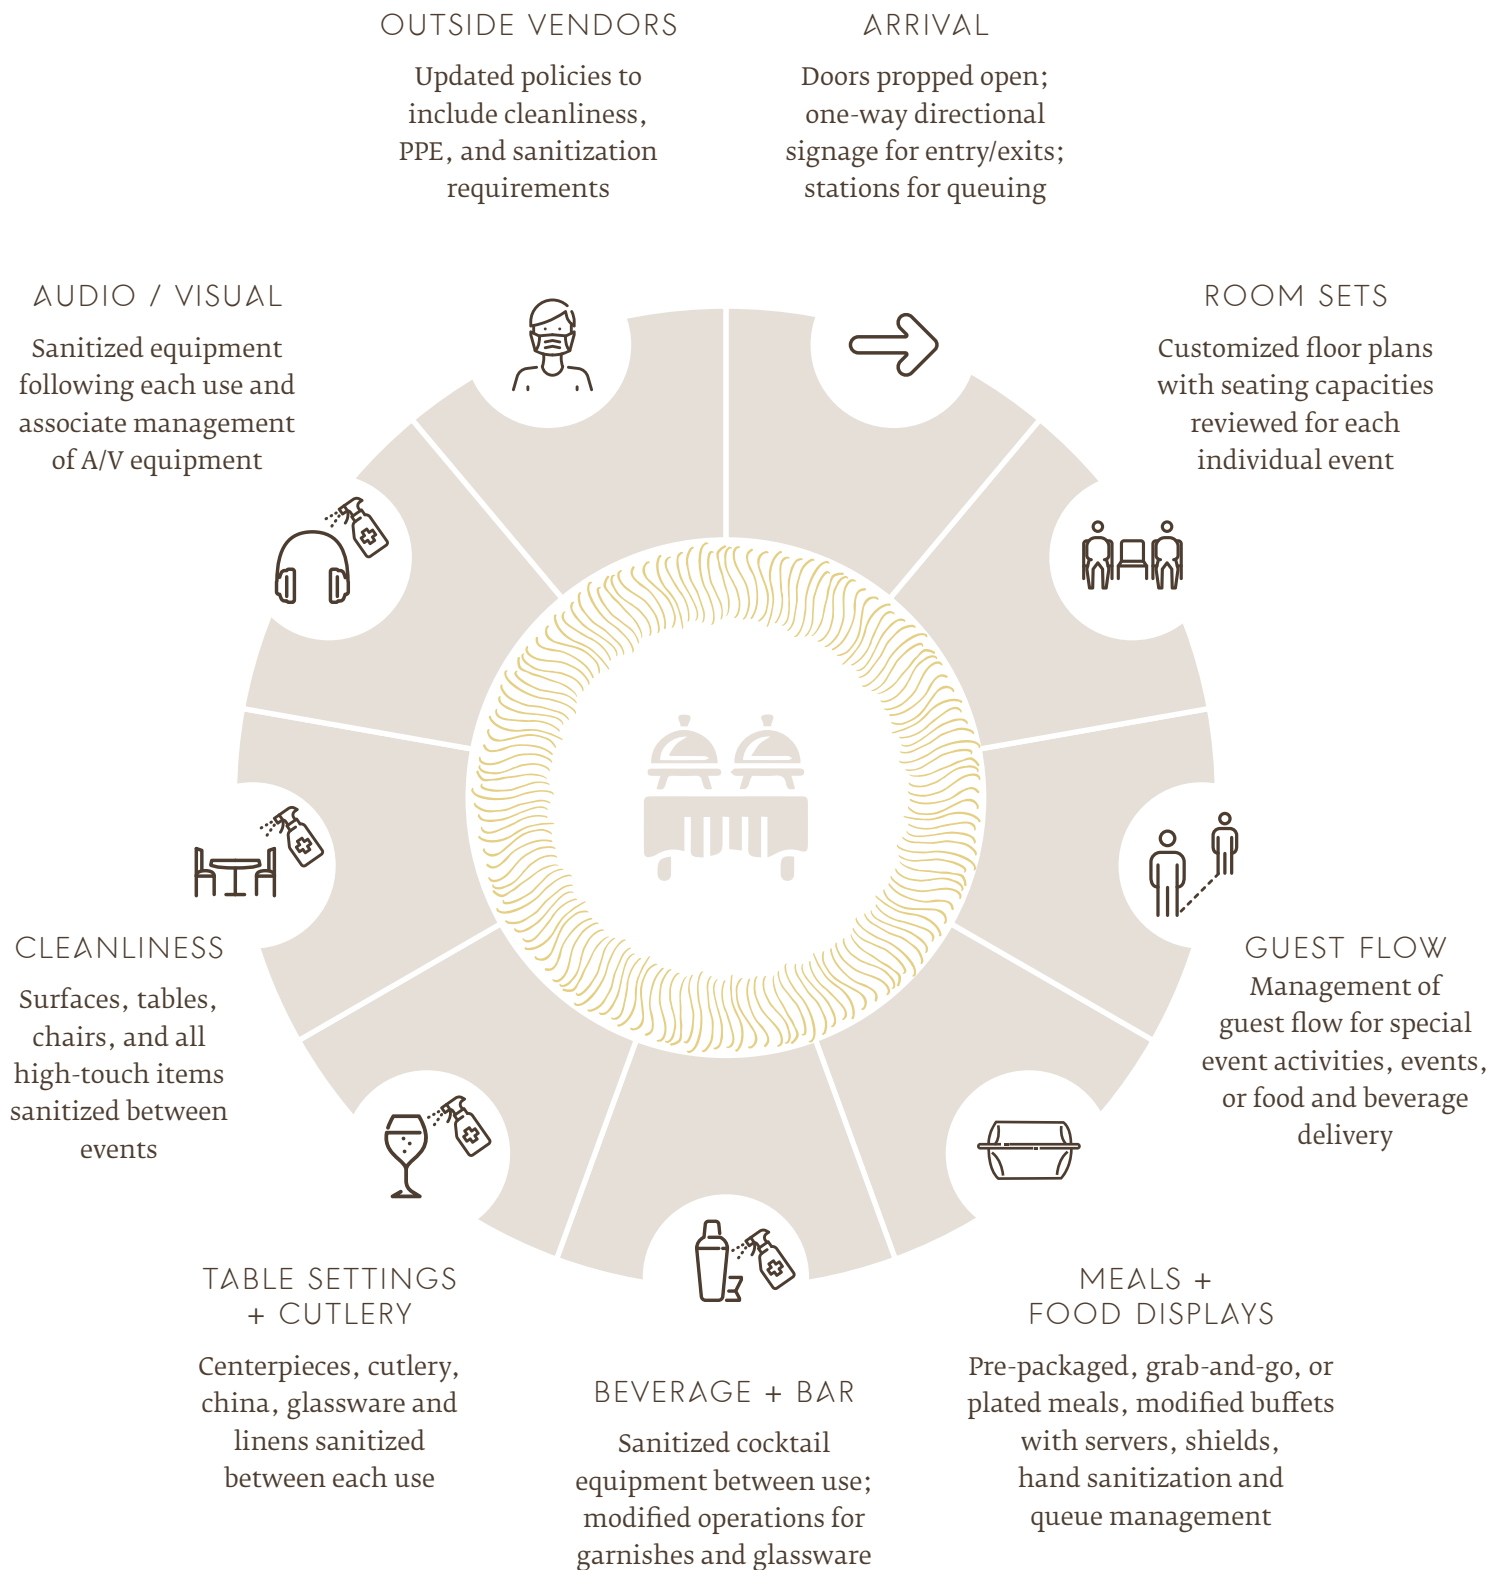 OUTSIDE VENDORS
Updated policies to
include cleanliness,
PPE, and sanitization
requirements
ARRIVAL
Doors propped open;
one-way directional
signage for entry/exits;
stations for queuing
AUDIO / VISUAL
Sanitized equipment
following each use and
associate management
of A/V equipment
ROOM SETS
Customized floor plans
with seating capacities
reviewed for each
individual event
CLEANLINESS
Surfaces, tables,
chairs, and all
high-touch items
sanitized between
events
GUEST FLOW
Management of
guest flow for special
event activities, events,
or food and beverage
delivery
TABLE SETTINGS
+ CUTLERY
Centerpieces, cutlery,
china, glassware and
linens sanitized
between each use
BEVERAGE + BAR
Sanitized cocktail
equipment between use;
modified operations for
garnishes and glassware
MEALS +
FOOD DISPLAYS
Pre-packaged, grab-and-go, or
plated meals, modified buffets
with servers, shields,
hand sanitization and
queue management